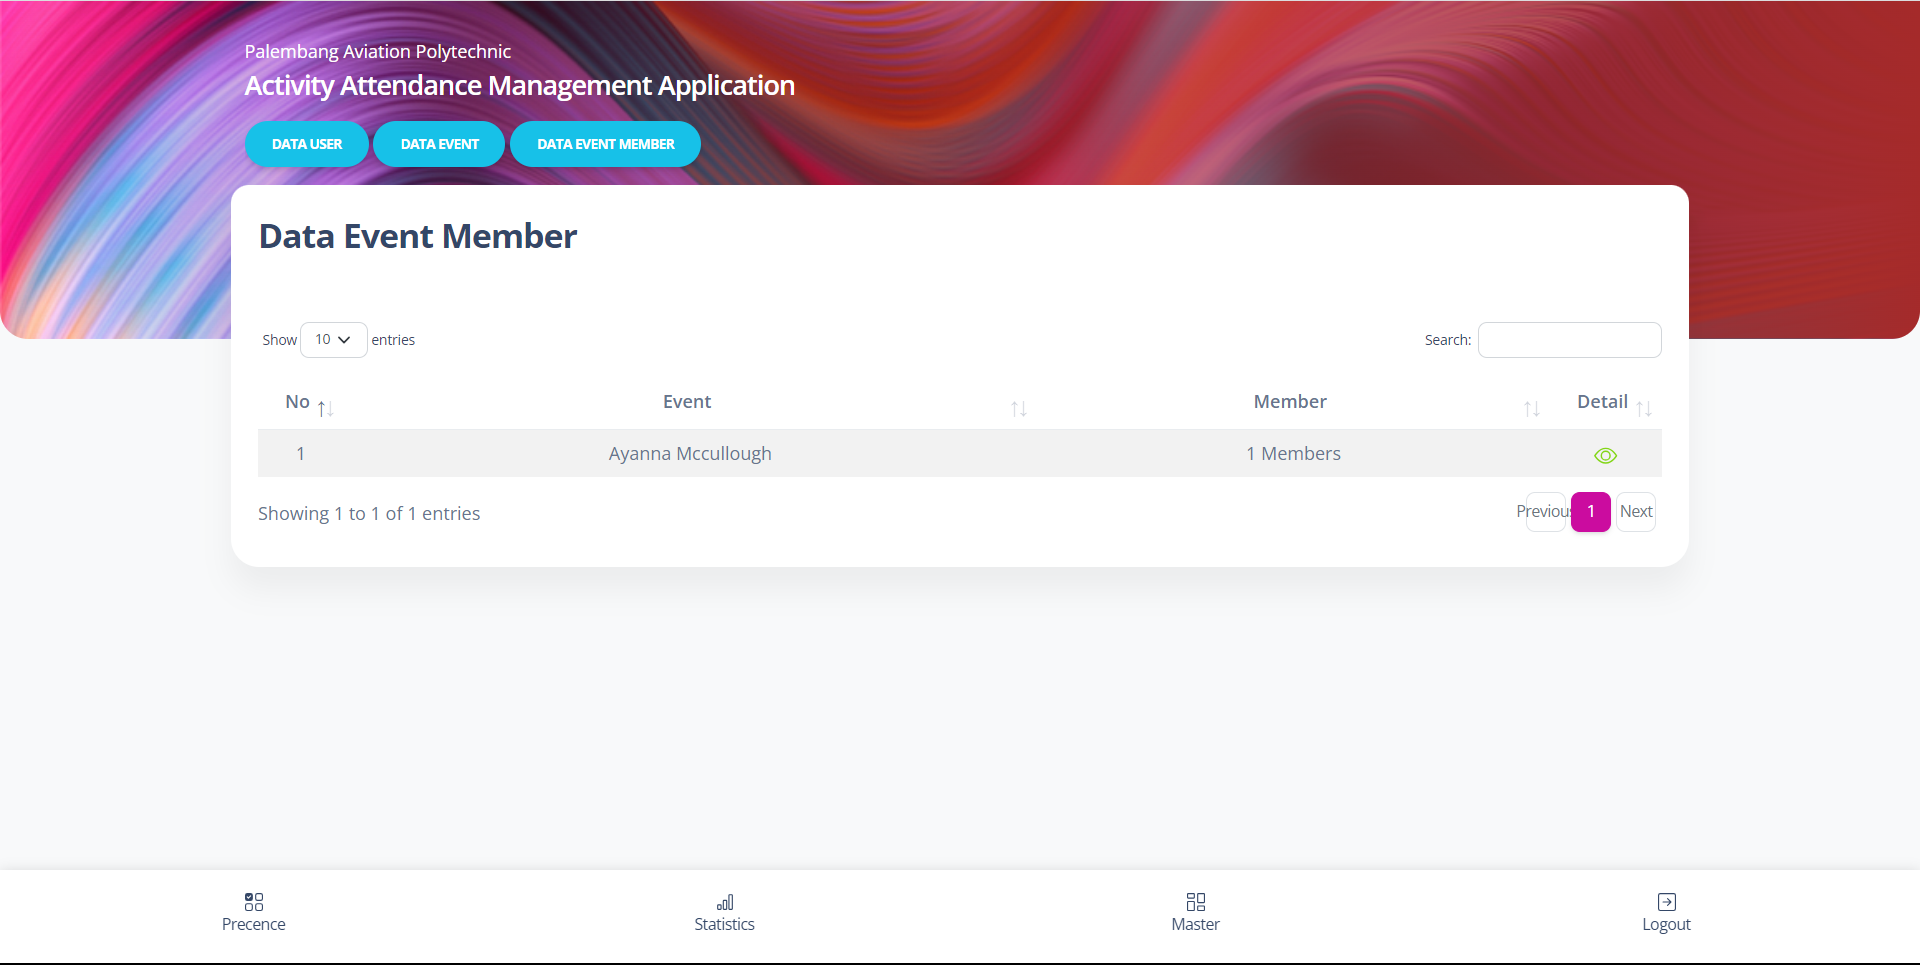 Palembang Aviation Polytechnic
Activity Attendance Management Application
DATA USER DATA EVENT DATA EVENT MEMBER
Data Event Member
Show 10 entries Search:
No Event Member Detail
1 Ayanna Mccullough 1 Members
Showing 1 to 1 of 1 entries Previous 1 Next
Precence Statistics Master Logout